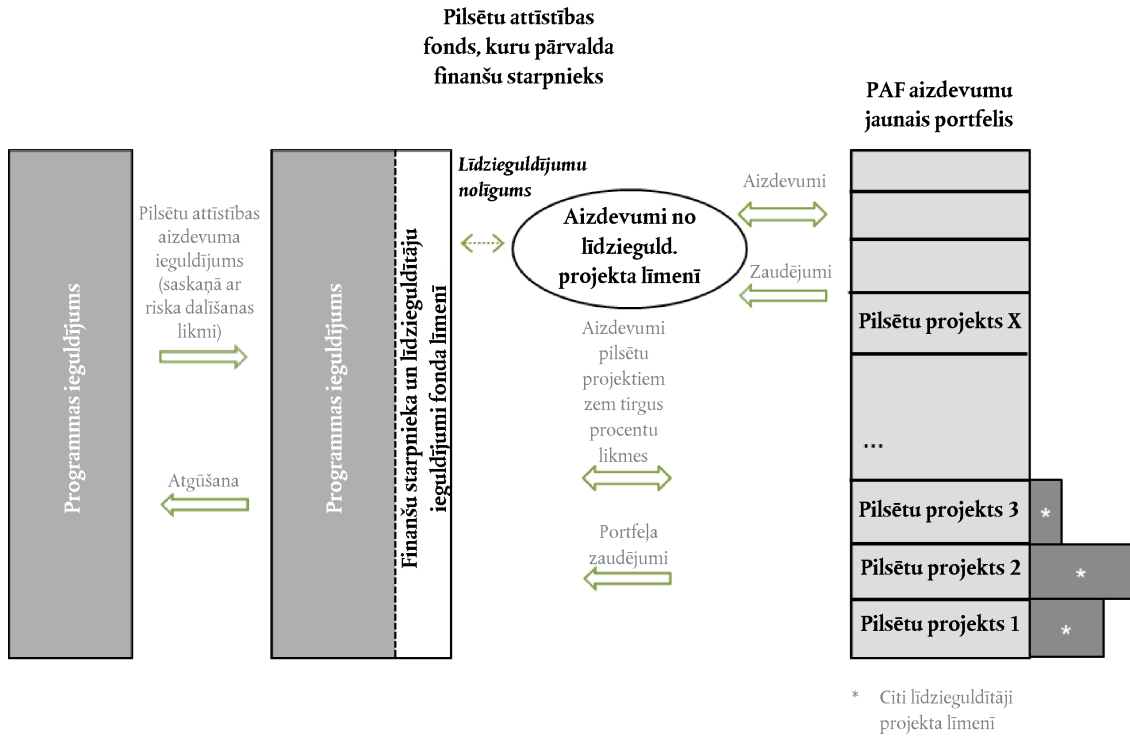 Pilsētu attīstības
fonds, kuru pārvalda
finanšu starpnieks
PAF aizdevumu
jaunais portfelis
Programmas ieguldījums
Pilsētu attīstības
aizdevuma
ieguldījums
(saskaņā ar
riska dalīšanas
likmi)
Atgūšana
Programmas ieguldījums
Finanšu starpnieka un līdzieguldītāju
ieguldījumi fonda līmenī
Līdzieguldījumu
nolīgums
Aizdevumi no
līdzieguld.
projekta līmenī
Aizdevumi
Zaudējumi
Aizdevumi
pilsētu
projektiem
zem tirgus
procentu
likmes
Portfeļa
zaudējumi
Pilsētu projekts X
...
Pilsētu projekts 3
*
Pilsētu projekts 2
*
Pilsētu projekts 1
*
* Citi līdzieguldītāji
projekta līmenī